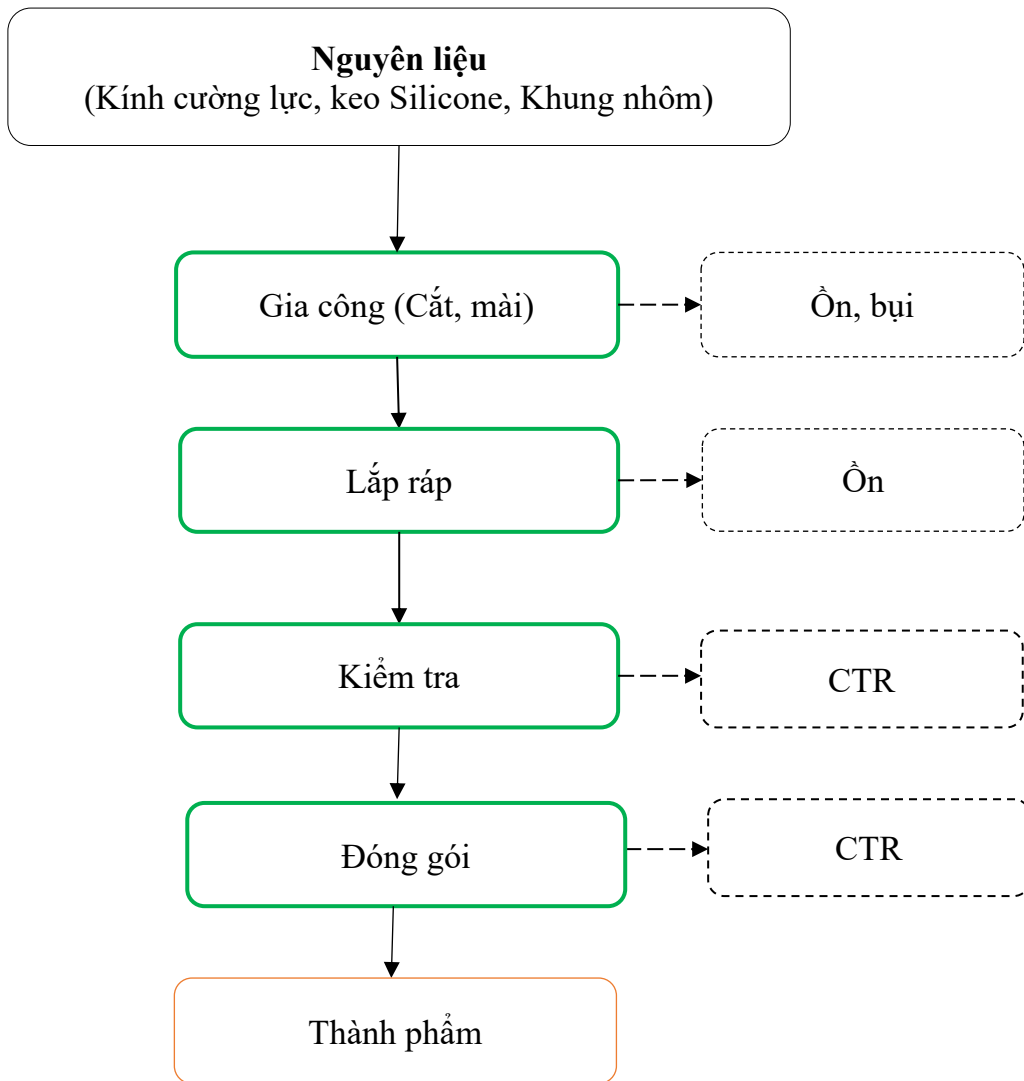 Nguyên liệu
(Kính cường lực, keo Silicone, Khung nhôm)
Gia công (Cắt, mài)
Ồn, bụi
Lắp ráp
Ồn
Kiểm tra
CTR
Đóng gói
CTR
Thành phẩm